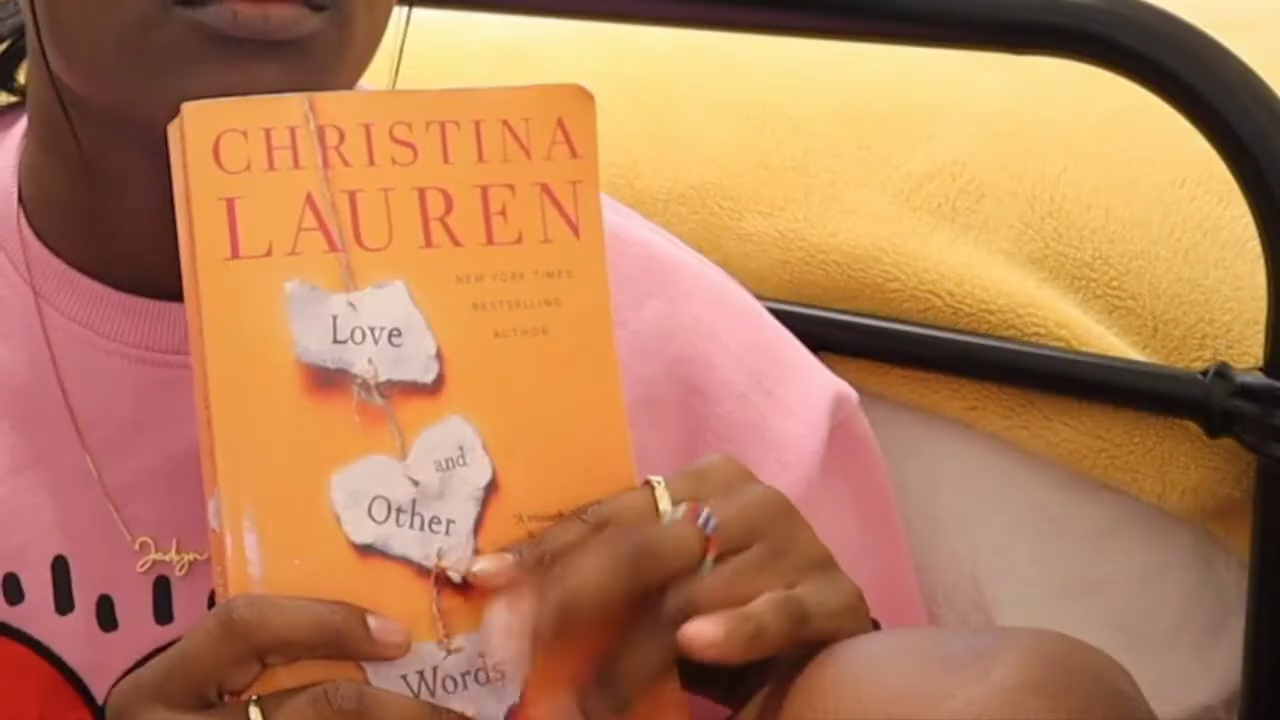 CHRISTINA
LAUREN
NEW YORK TIMES
BESTSELLING
AUTHOR
Love
and
Other
Words
Jadyn